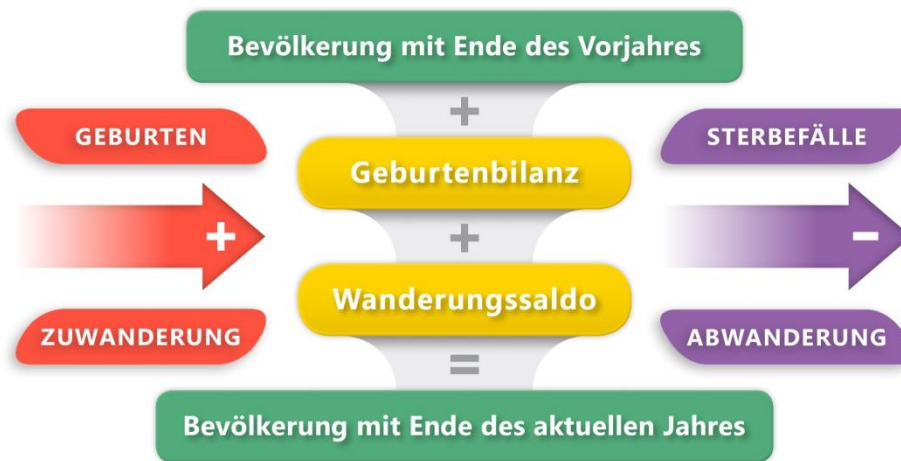 Bevölkerung mit Ende des Vorjahres
+
GEBURTEN
STERBEFÄLLE
Geburtenbilanz
+
+
-
Wanderungssaldo
ZUWANDERUNG
ABWANDERUNG
=
Bevölkerung mit Ende des aktuellen Jahres